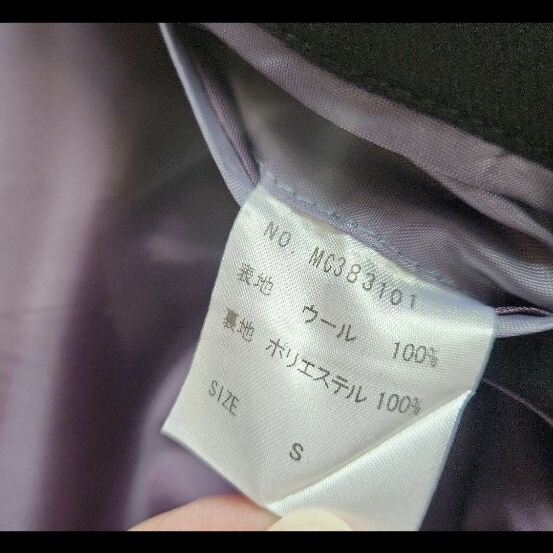 NO. MC383101
表地 ウール 100%
裏地 ポリエステル 100%
SIZE S